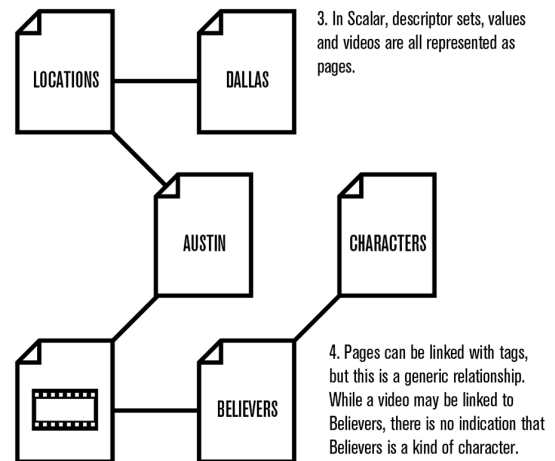 LOCATIONS
DALLAS
3. In Scalar, descriptor sets, values
and videos are all represented as
pages.
AUSTIN
CHARACTERS
BELIEVERS
4. Pages can be linked with tags,
but this is a generic relationship.
While a video may be linked to
Believers, there is no indication that
Believers is a kind of character.